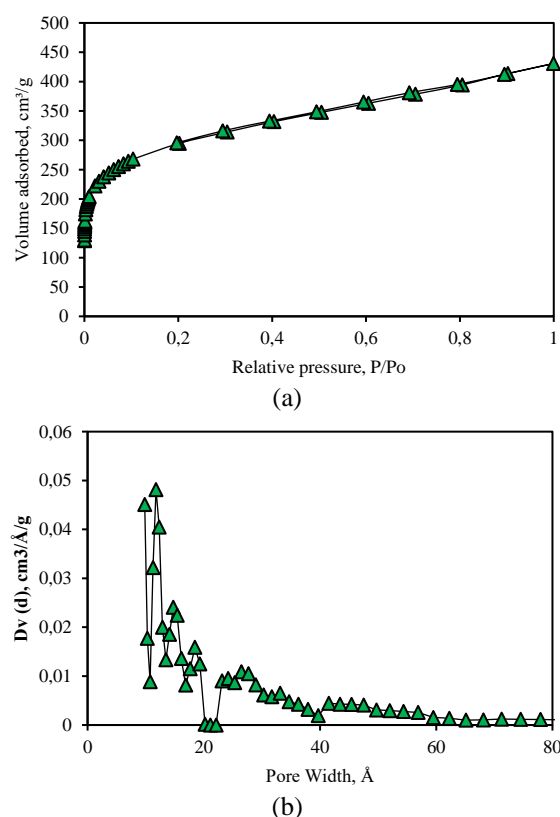 500
450
400
350
300
250
200
150
100
50
0
Volume adsorbed, cm³/g
0 0,2 0,4 0,6 0,8 1
Relative pressure, P/Po
(a)
0,06
0,05
0,04
0,03
0,02
0,01
0
Dv (d), cm3/Å/g
0 20 40 60 80
Pore Width, Å
(b)